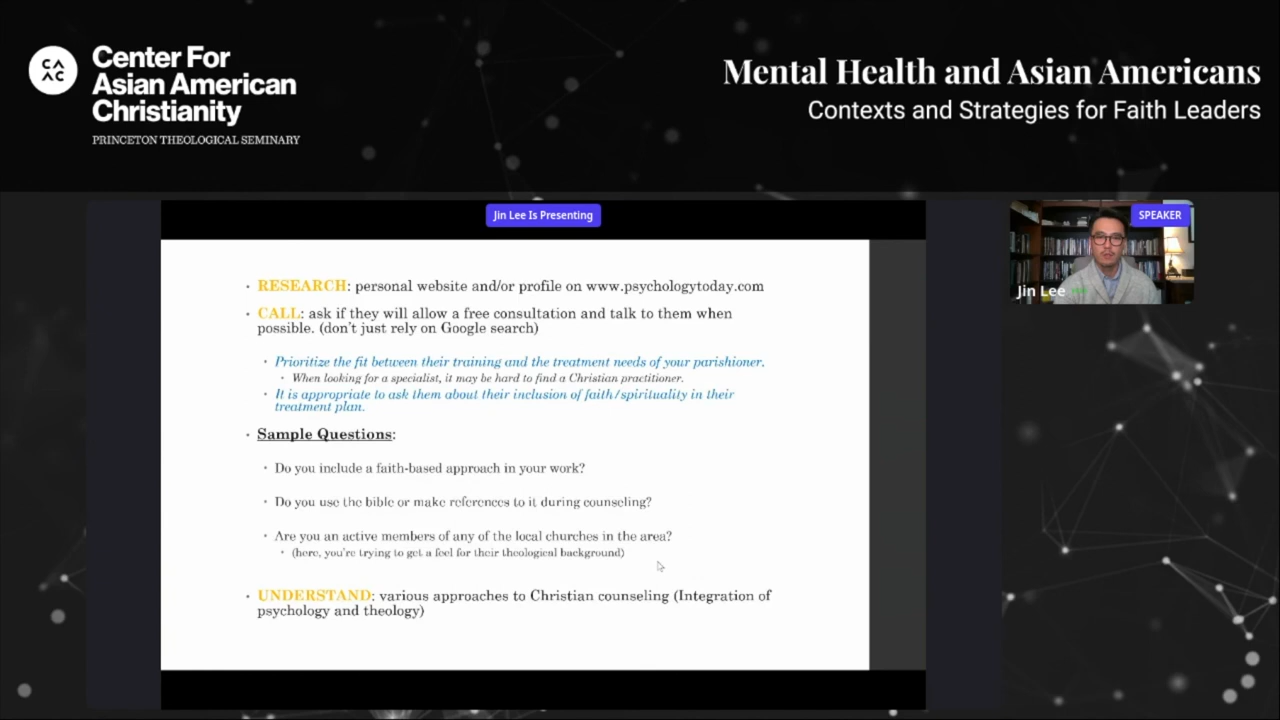 CA
AC
Center For
Asian American
Christianity
PRINCETON THEOLOGICAL SEMINARY
Mental Health and Asian Americans
Contexts and Strategies for Faith Leaders
Jin Lee Is Presenting
SPEAKER
Jin Lee
• RESEARCH: personal website and/or profile on www.psychologytoday.com
• CALL: ask if they will allow a free consultation and talk to them when
possible. (don't just rely on Google search)
• Prioritize the fit between their training and the treatment needs of your parishioner.
• When looking for a specialist, it may be hard to find a Christian practitioner.
• It is appropriate to ask them about their inclusion of faith/spirituality in their
treatment plan.
• Sample Questions:
• Do you include a faith-based approach in your work?
• Do you use the bible or make references to it during counseling?
• Are you an active members of any of the local churches in the area?
• (here, you're trying to get a feel for their theological background)
• UNDERSTAND: various approaches to Christian counseling (Integration of
psychology and theology)